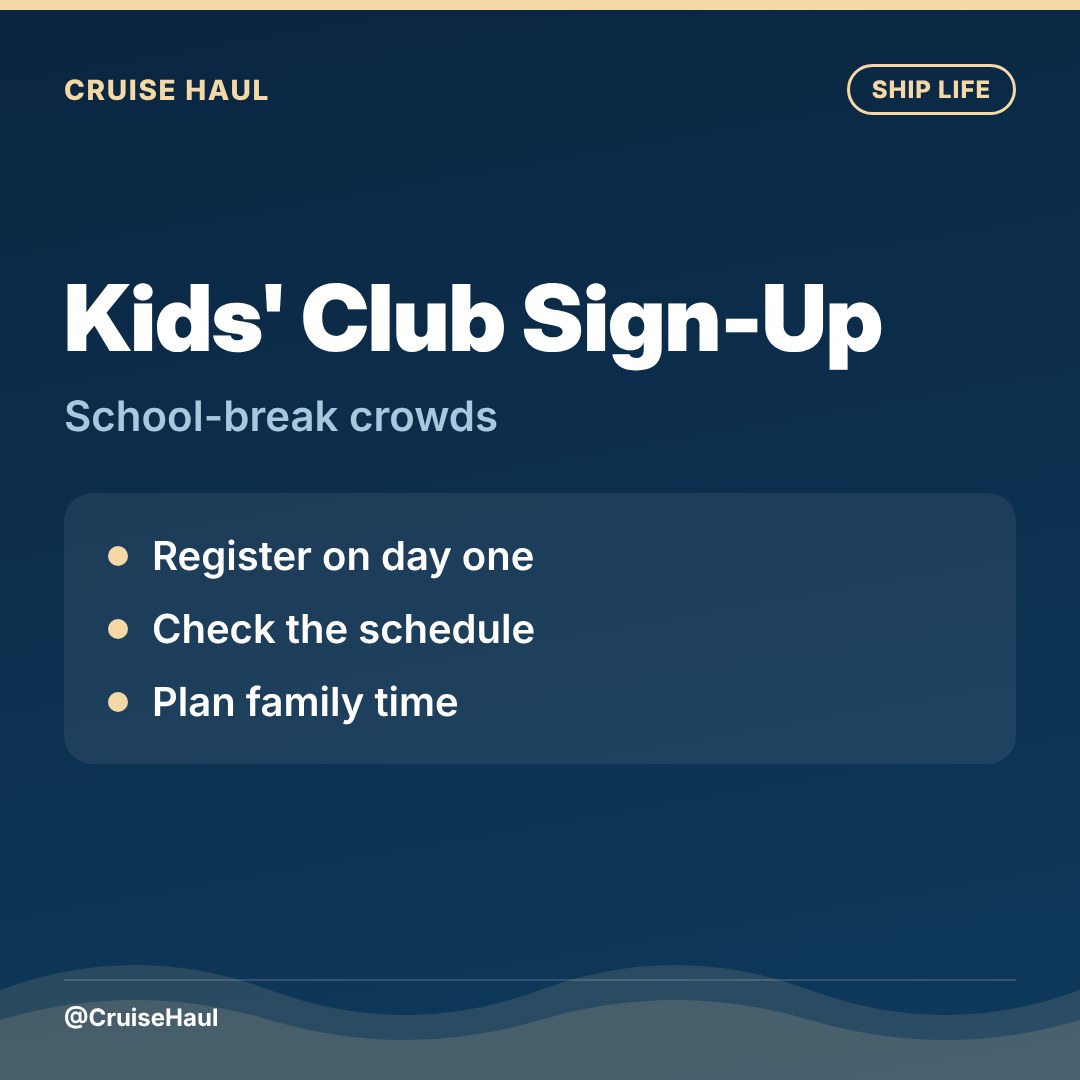 CRUISE HAUL
SHIP LIFE
Kids' Club Sign-Up
School-break crowds
Register on day one
Check the schedule
Plan family time
@CruiseHaul